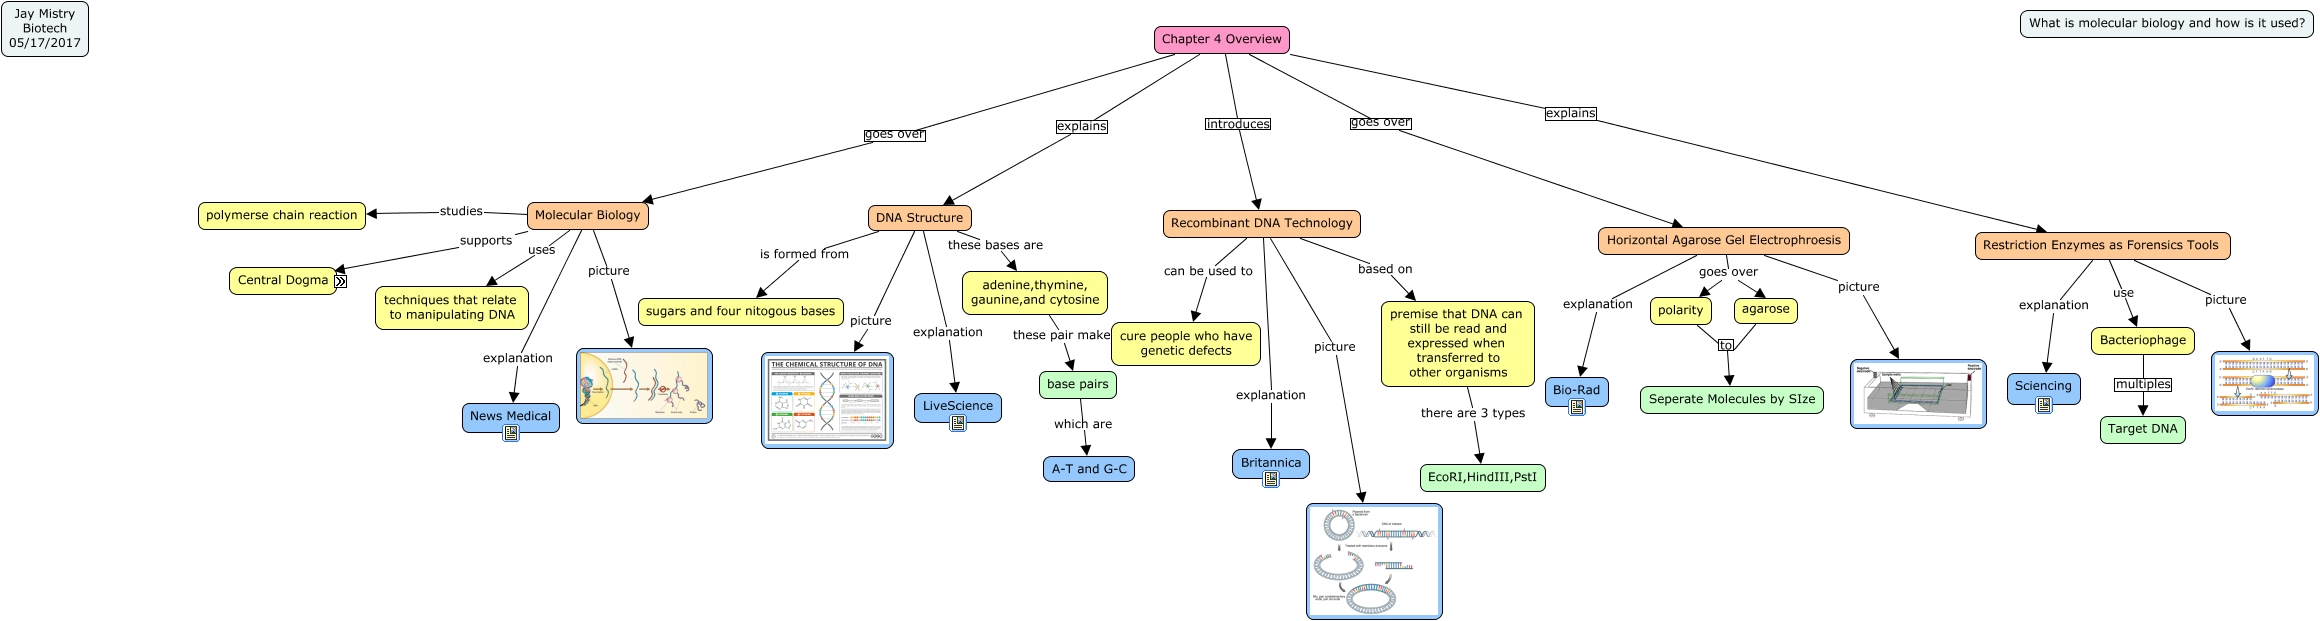 Jay Mistry
Biotech
05/17/2017
What is molecular biology and how is it used?
Chapter 4 Overview
goes over
explains
introduces
goes over
explains
polymerse chain reaction
studies
Molecular Biology
supports
Central Dogma
uses
techniques that relate
to manipulating DNA
explanation
News Medical
picture
DNA Structure
is formed from
sugars and four nitogous bases
picture
THE CHEMICAL STRUCTURE OF DNA
explanation
LiveScience
these bases are
adenine,thymine,
gaunine,and cytosine
these pair make
base pairs
which are
A-T and G-C
Recombinant DNA Technology
can be used to
cure people who have
genetic defects
explanation
Britannica
picture
based on
premise that DNA can
still be read and
expressed when
transferred to
other organisms
there are 3 types
EcoRI,HindIII,PstI
Horizontal Agarose Gel Electrophroesis
explanation
Bio-Rad
goes over
polarity
agarose
to
Seperate Molecules by SIze
picture
Restriction Enzymes as Forensics Tools
explanation
Sciencing
use
Bacteriophage
multiples
Target DNA
picture